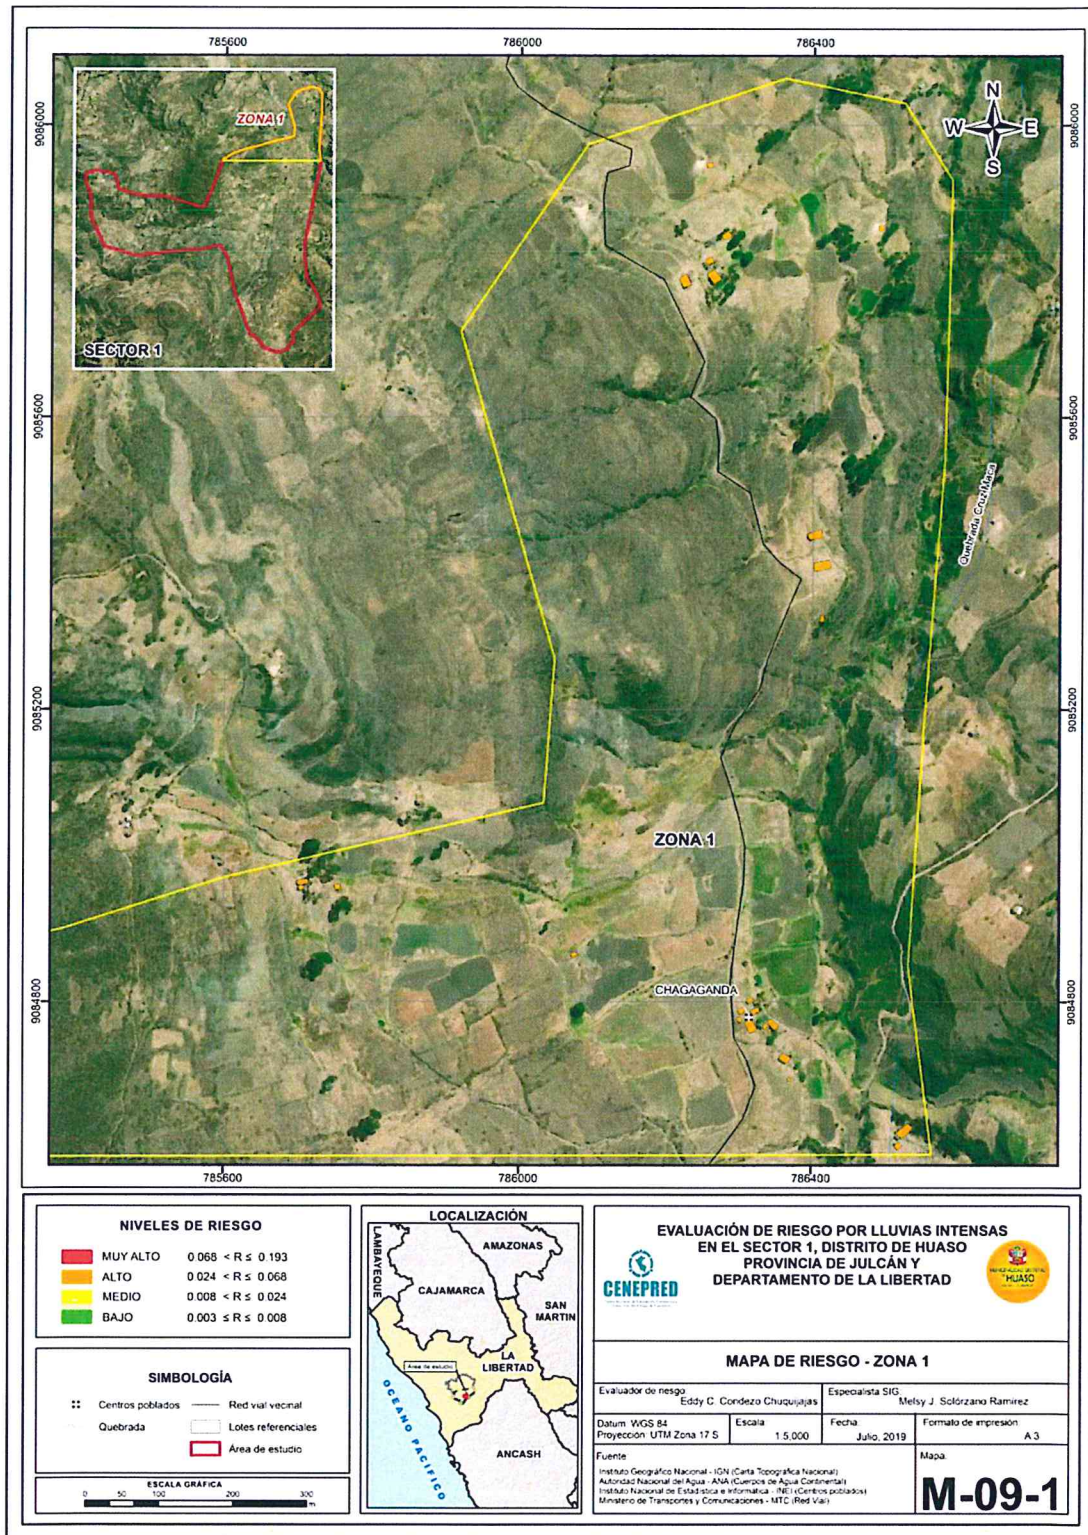 785600
786000
786400
9086000
9086000
ZONA 1
SECTOR 1
N
W
E
S
9085600
9085600
Quebrada CruziMaca
9085200
9085200
ZONA 1
CHAGAGANDA
9084800
9084800
785600
786000
786400
NIVELES DE RIESGO
MUY ALTO 0.068 < R ≤ 0.193
ALTO 0.024 < R ≤ 0.068
MEDIO 0.008 < R ≤ 0.024
BAJO 0.003 ≤ R ≤ 0.008
SIMBOLOGÍA
Centros poblados
Red vial vecinal
Quebrada
Lotes referenciales
Área de estudio
ESCALA GRÁFICA
0 50 100 200 300
m
LOCALIZACIÓN
LAMBAYEQUE
AMAZONAS
CAJAMARCA
SAN
MARTIN
LA
LIBERTAD
Área de estudio
OCEANO PACIFICO
ANCASH
EVALUACIÓN DE RIESGO POR LLUVIAS INTENSAS
EN EL SECTOR 1, DISTRITO DE HUASO
PROVINCIA DE JULCÁN Y
DEPARTAMENTO DE LA LIBERTAD
CENEPRED
HUASO
MAPA DE RIESGO - ZONA 1
Evaluador de riesgo
Eddy C. Condezo Chuquijajas
Especialista SIG
Melsy J. Solórzano Ramirez
Datum WGS 84
Proyección UTM Zona 17 S
Escala
1:5,000
Fecha
Julio, 2019
Formato de impresión
A3
Fuente
Instituto Geográfico Nacional - IGN (Carta Topográfica Nacional)
Autoridad Nacional del Agua - ANA (Cuerpos de Agua Continental)
Instituto Nacional de Estadística e Informática - INEI (Centros poblados)
Ministerio de Transportes y Comunicaciones - MTC (Red Vial)
Mapa:
M-09-1